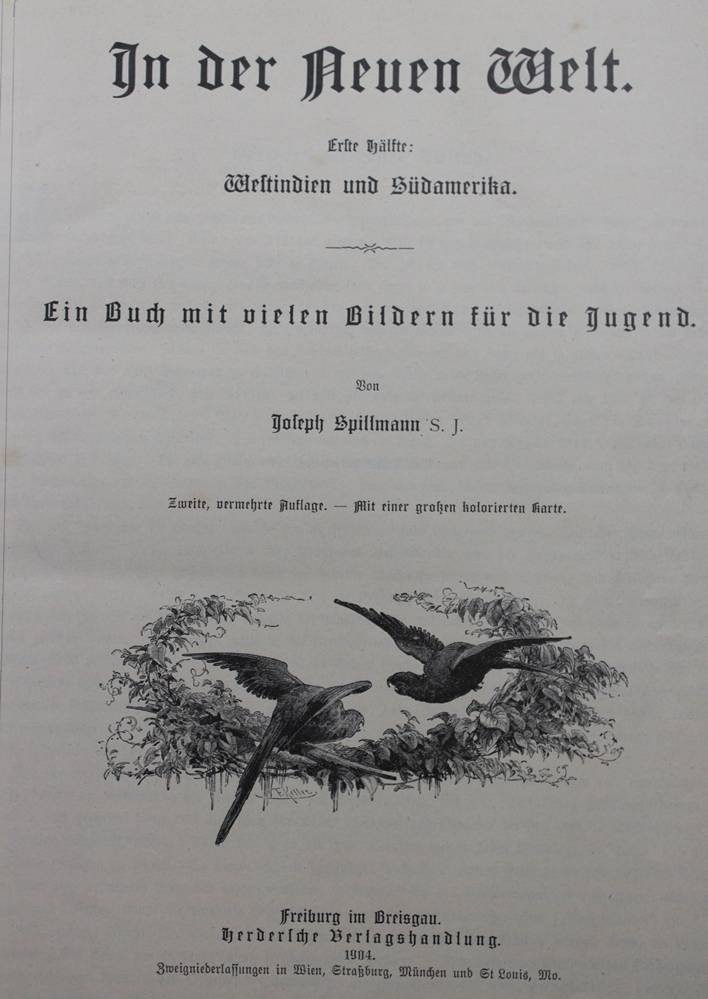 In der Neuen Welt.
Erste Hälfte:
Westindien und Südamerika.
Ein Buch mit vielen Bildern für die Jugend.
Von
Joseph Spillmann S. J.
Zweite, vermehrte Auflage. — Mit einer großen kolorierten Karte.
F. Keller
Freiburg im Breisgau.
Herdersche Verlagshandlung.
1904.
Zweigniederlassungen in Wien, Straßburg, München und St Louis, Mo.